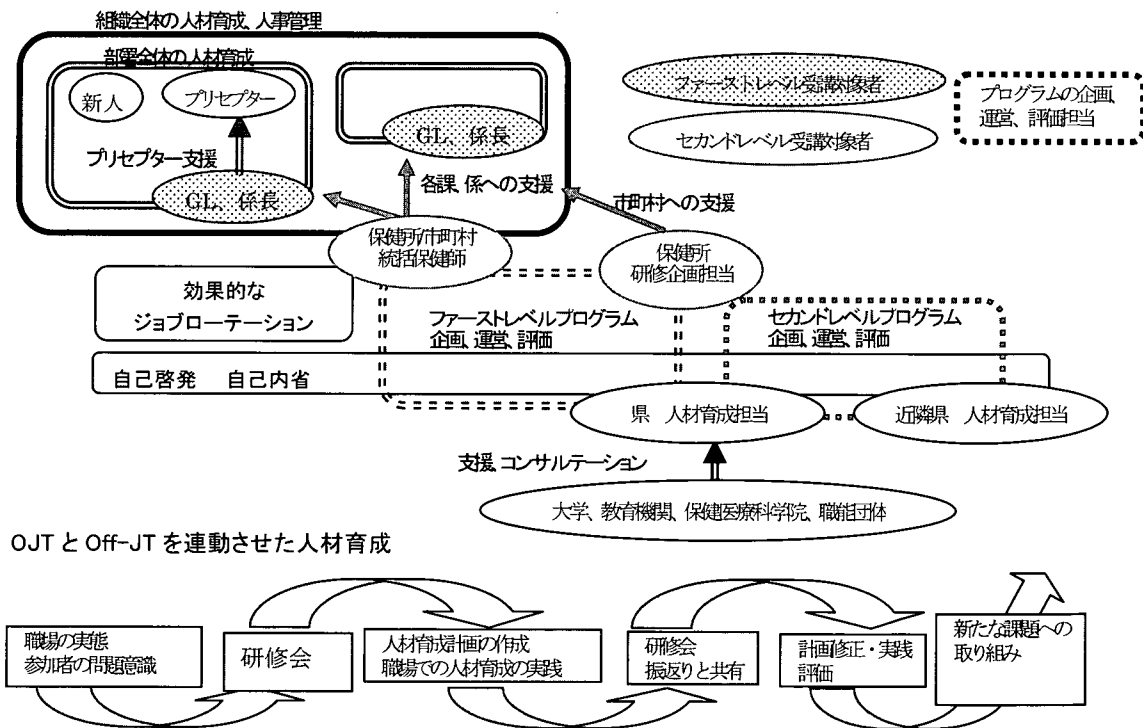 組織全体の人材育成、人事管理
部署全体の人材育成
新人
プリセプター
プリセプター支援
GL、係長
GL、係長
各課、係への支援
ファーストレベル受講対象者
セカンドレベル受講対象者
プログラムの企画、
運営、評価担当
市町村への支援
保健所/市町村
統括保健師
保健所
研修企画担当
効果的な
ジョブローテーション
ファーストレベルプログラム
企画、運営、評価
セカンドレベルプログラム
企画、運営、評価
自己啓発 自己内省
県 人材育成担当
近隣県 人材育成担当
支援、コンサルテーション
大学、教育機関、保健医療科学院、職能団体
OJT と Off-JT を連動させた人材育成
職場の実態
参加者の問題意識
研修会
人材育成計画の作成
職場での人材育成の実践
研修会
振返りと共有
計画修正・実践
評価
新たな課題への
取り組み